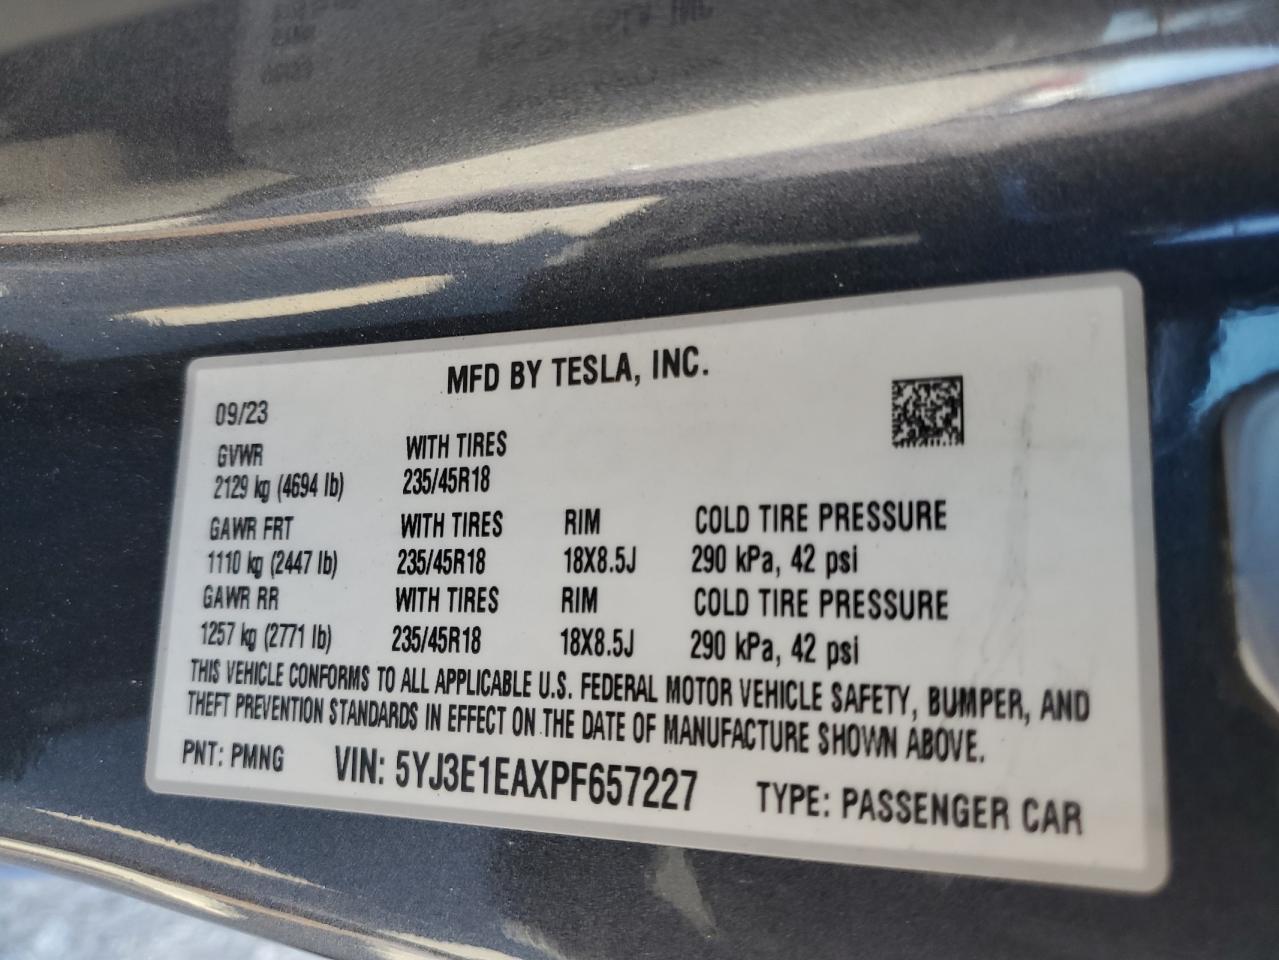 MFD BY TESLA, INC.
09/23
GVWR WITH TIRES
2129 kg (4694 lb) 235/45R18
GAWR FRT WITH TIRES RIM COLD TIRE PRESSURE
1110 kg (2447 lb) 235/45R18 18X8.5J 290 kPa, 42 psi
GAWR RR WITH TIRES RIM COLD TIRE PRESSURE
1257 kg (2771 lb) 235/45R18 18X8.5J 290 kPa, 42 psi
THIS VEHICLE CONFORMS TO ALL APPLICABLE U.S. FEDERAL MOTOR VEHICLE SAFETY, BUMPER, AND
THEFT PREVENTION STANDARDS IN EFFECT ON THE DATE OF MANUFACTURE SHOWN ABOVE.
PNT: PMNG VIN: 5YJ3E1EAXPF657227 TYPE: PASSENGER CAR